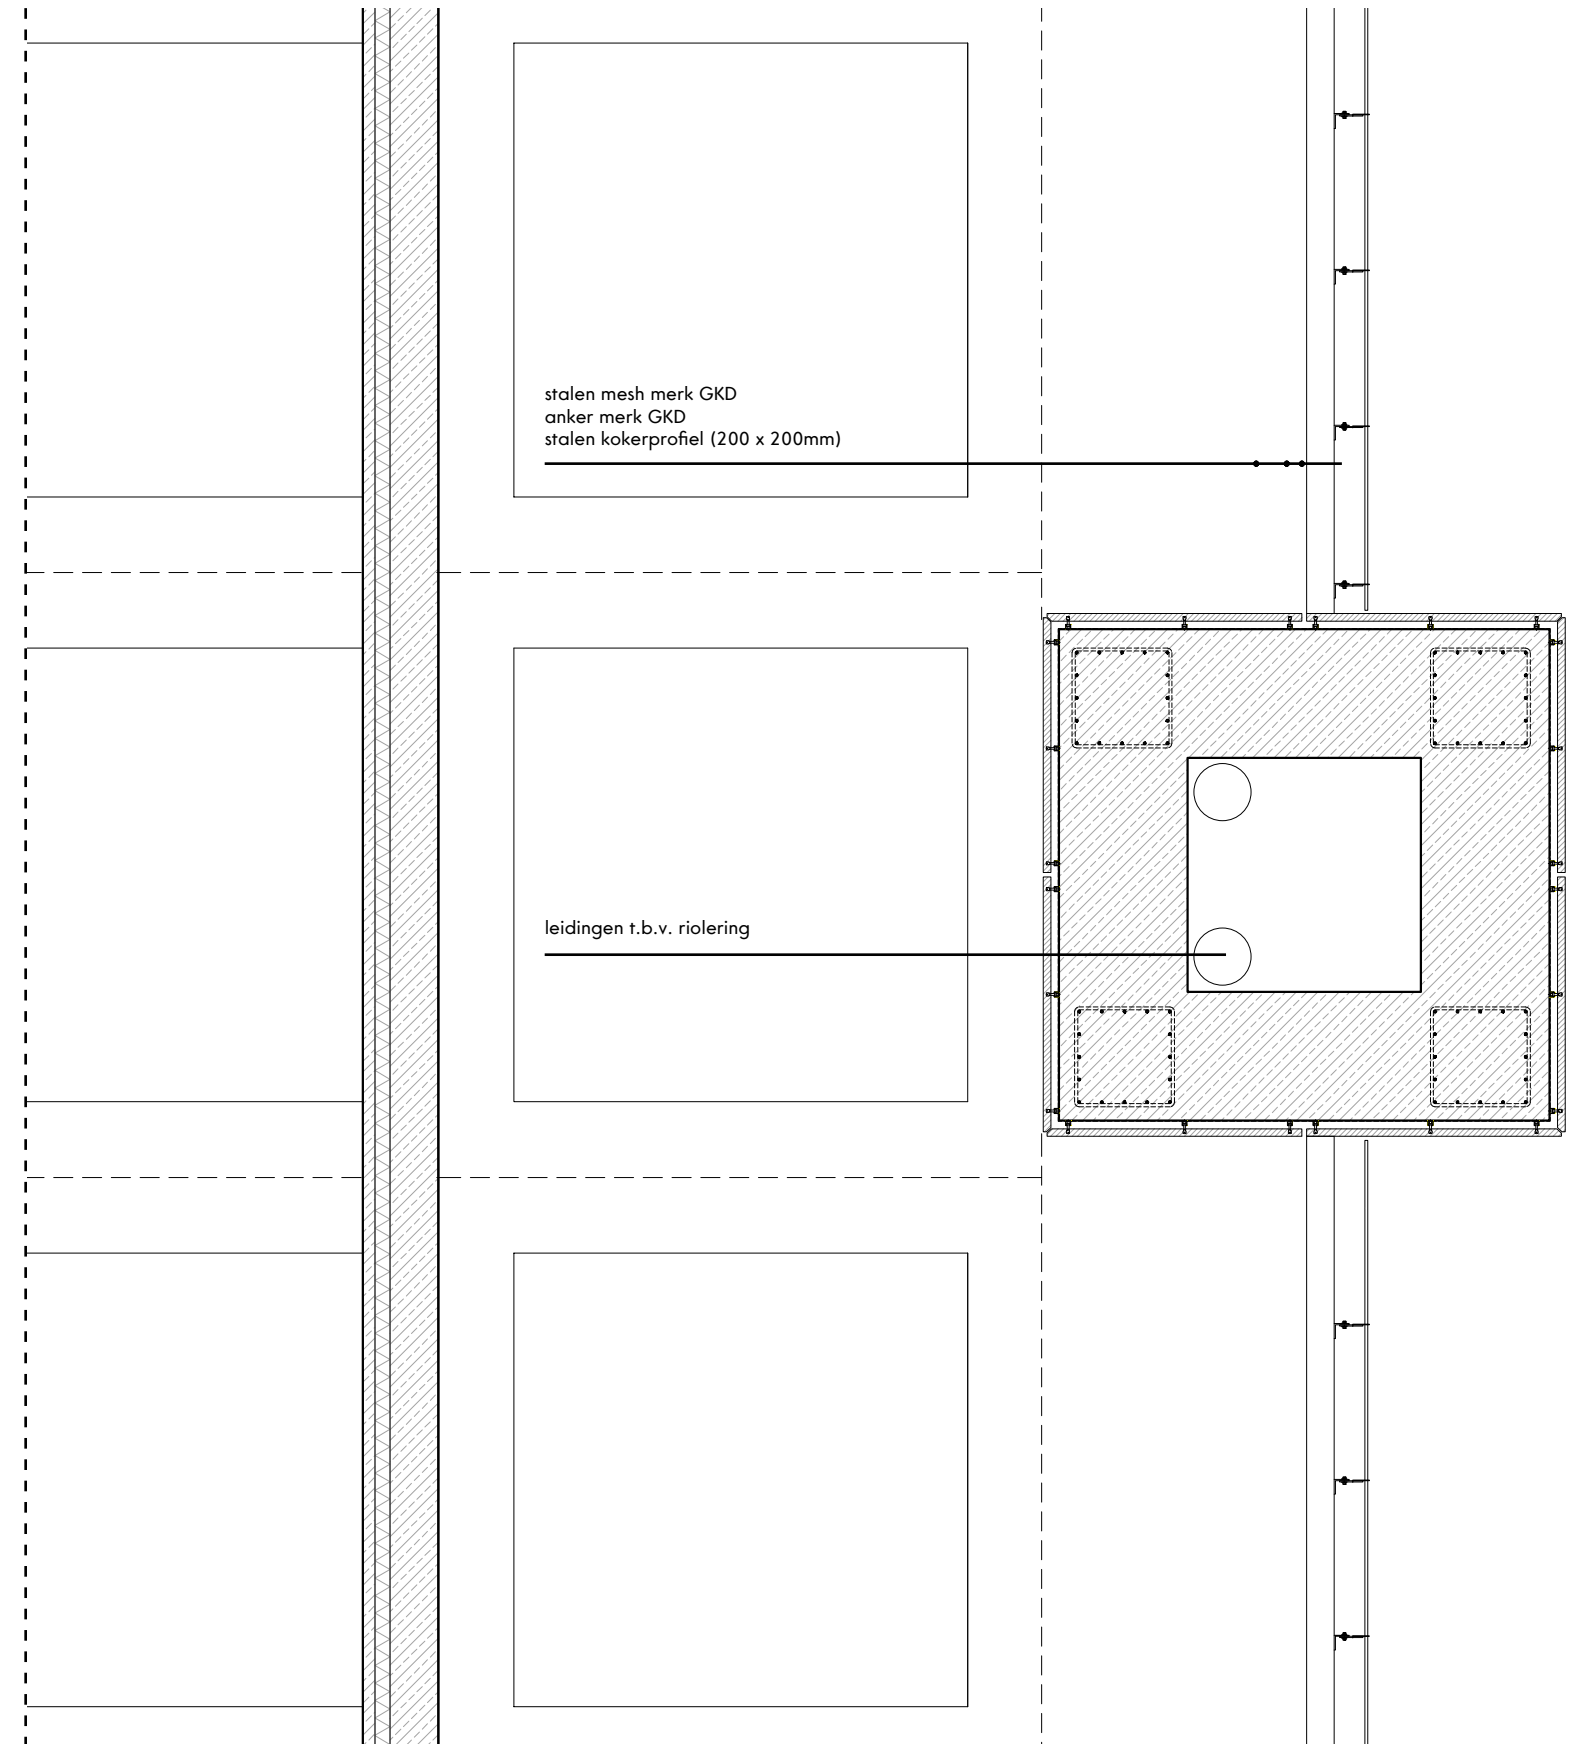 stalen mesh merk GKD
anker merk GKD
stalen kokerprofiel (200 x 200mm)
leidingen t.b.v. riolering